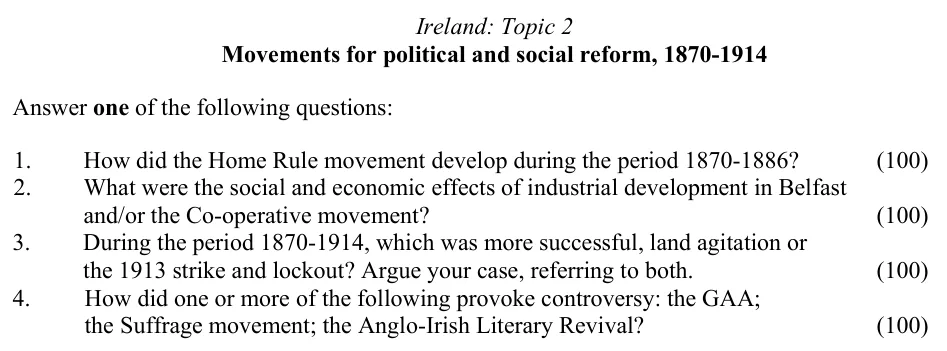 Ireland: Topic 2
Movements for political and social reform, 1870-1914
Answer one of the following questions:
1. How did the Home Rule movement develop during the period 1870-1886? (100)
2. What were the social and economic effects of industrial development in Belfast
and/or the Co-operative movement? (100)
3. During the period 1870-1914, which was more successful, land agitation or
the 1913 strike and lockout? Argue your case, referring to both. (100)
4. How did one or more of the following provoke controversy: the GAA;
the Suffrage movement; the Anglo-Irish Literary Revival? (100)